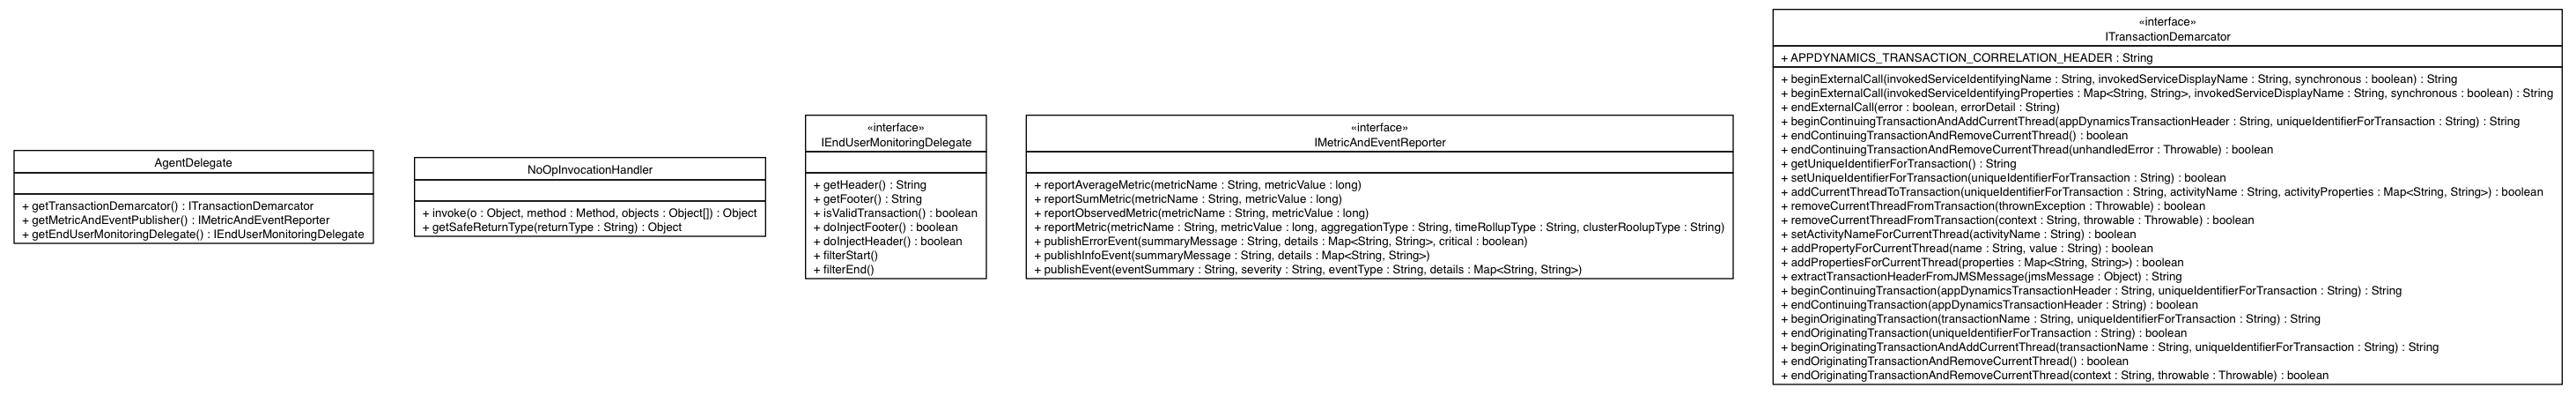 AgentDelegate
+ getTransactionDemarcator() : ITransactionDemarcator
+ getMetricAndEventPublisher() : IMetricAndEventReporter
+ getEndUserMonitoringDelegate() : IEndUserMonitoringDelegate
NoOpInvocationHandler
+ invoke(o : Object, method : Method, objects : Object[]) : Object
+ getSafeReturnType(returnType : String) : Object
«interface»
IEndUserMonitoringDelegate
+ getHeader() : String
+ getFooter() : String
+ isValidTransaction() : boolean
+ doInjectFooter() : boolean
+ doInjectHeader() : boolean
+ filterStart()
+ filterEnd()
«interface»
IMetricAndEventReporter
+ reportAverageMetric(metricName : String, metricValue : long)
+ reportSumMetric(metricName : String, metricValue : long)
+ reportObservedMetric(metricName : String, metricValue : long)
+ reportMetric(metricName : String, metricValue : long, aggregationType : String, timeRollupType : String, clusterRoolupType : String)
+ publishErrorEvent(summaryMessage : String, details : Map<String, String>, critical : boolean)
+ publishInfoEvent(summaryMessage : String, details : Map<String, String>)
+ publishEvent(eventSummary : String, severity : String, eventType : String, details : Map<String, String>)
«interface»
ITransactionDemarcator
+ APPDYNAMICS_TRANSACTION_CORRELATION_HEADER : String
+ beginExternalCall(invokedServiceIdentifyingName : String, invokedServiceDisplayName : String, synchronous : boolean) : String
+ beginExternalCall(invokedServiceIdentifyingProperties : Map<String, String>, invokedServiceDisplayName : String, synchronous : boolean) : String
+ endExternalCall(error : boolean, errorDetail : String)
+ beginContinuingTransactionAndAddCurrentThread(appDynamicsTransactionHeader : String, uniqueIdentifierForTransaction : String) : String
+ endContinuingTransactionAndRemoveCurrentThread() : boolean
+ endContinuingTransactionAndRemoveCurrentThread(unhandledError : Throwable) : boolean
+ getUniqueIdentifierForTransaction() : String
+ setUniqueIdentifierForTransaction(uniqueIdentifierForTransaction : String) : boolean
+ addCurrentThreadToTransaction(uniqueIdentifierForTransaction : String, activityName : String, activityProperties : Map<String, String>) : boolean
+ removeCurrentThreadFromTransaction(thrownException : Throwable) : boolean
+ removeCurrentThreadFromTransaction(context : String, throwable : Throwable) : boolean
+ setActivityNameForCurrentThread(activityName : String) : boolean
+ addPropertyForCurrentThread(name : String, value : String) : boolean
+ addPropertiesForCurrentThread(properties : Map<String, String>) : boolean
+ extractTransactionHeaderFromJMSMessage(jmsMessage : Object) : String
+ beginContinuingTransaction(appDynamicsTransactionHeader : String, uniqueIdentifierForTransaction : String) : String
+ endContinuingTransaction(appDynamicsTransactionHeader : String) : boolean
+ beginOriginatingTransaction(transactionName : String, uniqueIdentifierForTransaction : String) : String
+ endOriginatingTransaction(uniqueIdentifierForTransaction : String) : boolean
+ beginOriginatingTransactionAndAddCurrentThread(transactionName : String, uniqueIdentifierForTransaction : String) : String
+ endOriginatingTransactionAndRemoveCurrentThread() : boolean
+ endOriginatingTransactionAndRemoveCurrentThread(context : String, throwable : Throwable) : boolean